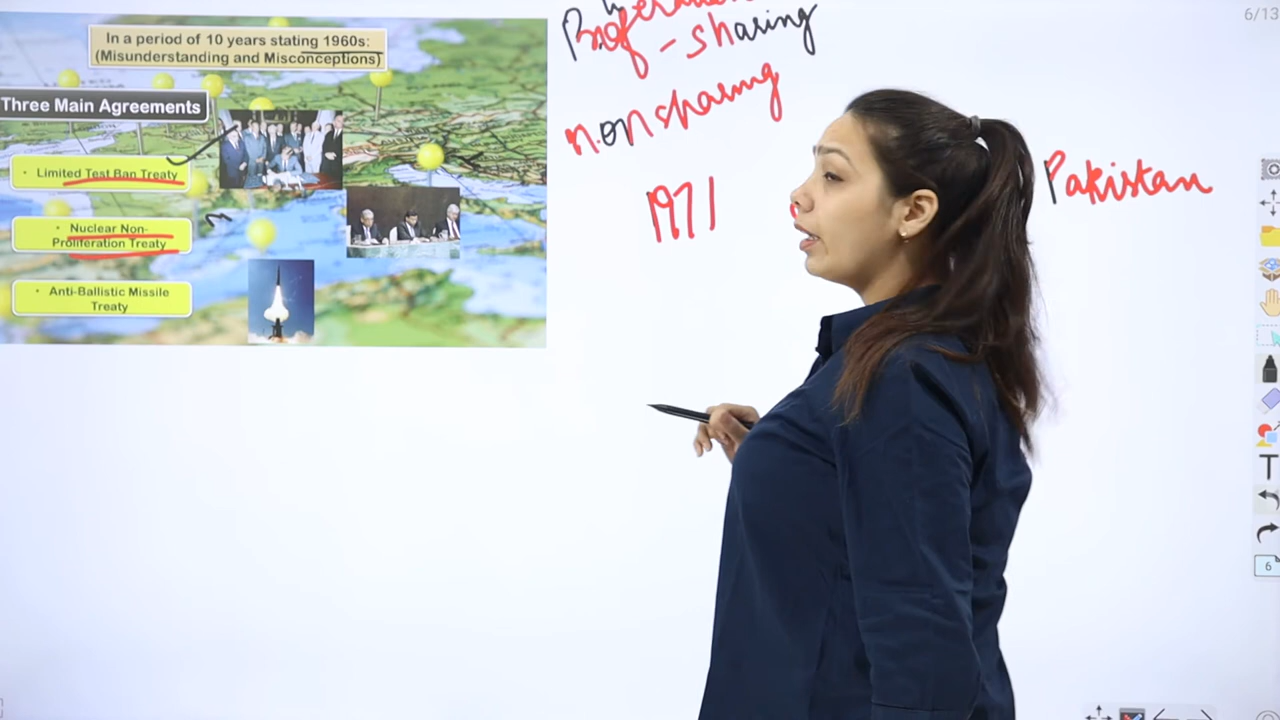 In a period of 10 years stating 1960s:
(Misunderstanding and Misconceptions)
Three Main Agreements
• Limited Test Ban Treaty
• Nuclear Non-
Proliferation Treaty
• Anti-Ballistic Missile
Treaty
- sharing
non sharing
1971
Pakistan
6/13
T
6